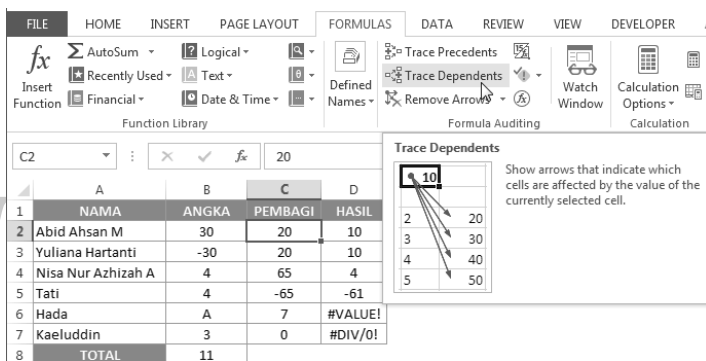 FILE HOME INSERT PAGE LAYOUT FORMULAS DATA REVIEW VIEW DEVELOPER
fx Insert Function
AutoSum
Recently Used
Financial
Logical
Text
Date & Time
Function Library
Defined Names
Trace Precedents
Trace Dependents
Remove Arrows
Watch Window
Formula Auditing
Calculation Options
Calculation
C2 fx 20
A B C D
1 NAMA ANGKA PEMBAGI HASIL
2 Abid Ahsan M 30 20 10
3 Yuliana Hartanti -30 20 10
4 Nisa Nur Azhizah A 4 65 4
5 Tati 4 -65 -61
6 Hada A 7 #VALUE!
7 Kaeluddin 3 0 #DIV/0!
8 TOTAL 11
Trace Dependents
10
2 20
3 30
4 40
5 50
Show arrows that indicate which
cells are affected by the value of the
currently selected cell.